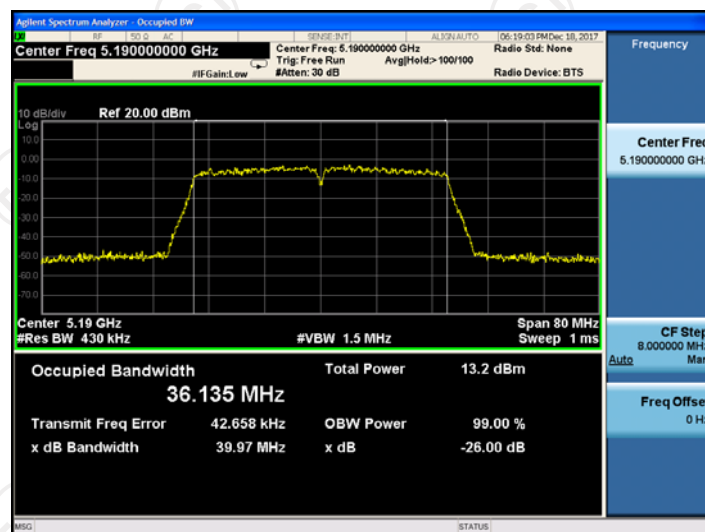 Agilent Spectrum Analyzer - Occupied BW
RF 50 Ω AC SENSE:INT ALIGN AUTO 06:19:03 PM Dec 18, 2017
Center Freq 5.190000000 GHz
Center Freq: 5.190000000 GHz
Radio Std: None
Trig: Free Run Avg|Hold:>100/100
#IFGain:Low
#Atten: 30 dB
Radio Device: BTS
Frequency
10 dB/div Ref 20.00 dBm
Log
10.0
0.00
-10.0
-20.0
-30.0
-40.0
-50.0
-60.0
-70.0
Center Freq
5.190000000 GHz
Center 5.19 GHz Span 80 MHz
#Res BW 430 kHz #VBW 1.5 MHz Sweep 1 ms
CF Step
8.000000 MHz
Auto Man
Occupied Bandwidth Total Power 13.2 dBm
36.135 MHz
Transmit Freq Error 42.658 kHz OBW Power 99.00 %
x dB Bandwidth 39.97 MHz x dB -26.00 dB
Freq Offse
0 Hz
MSG STATUS